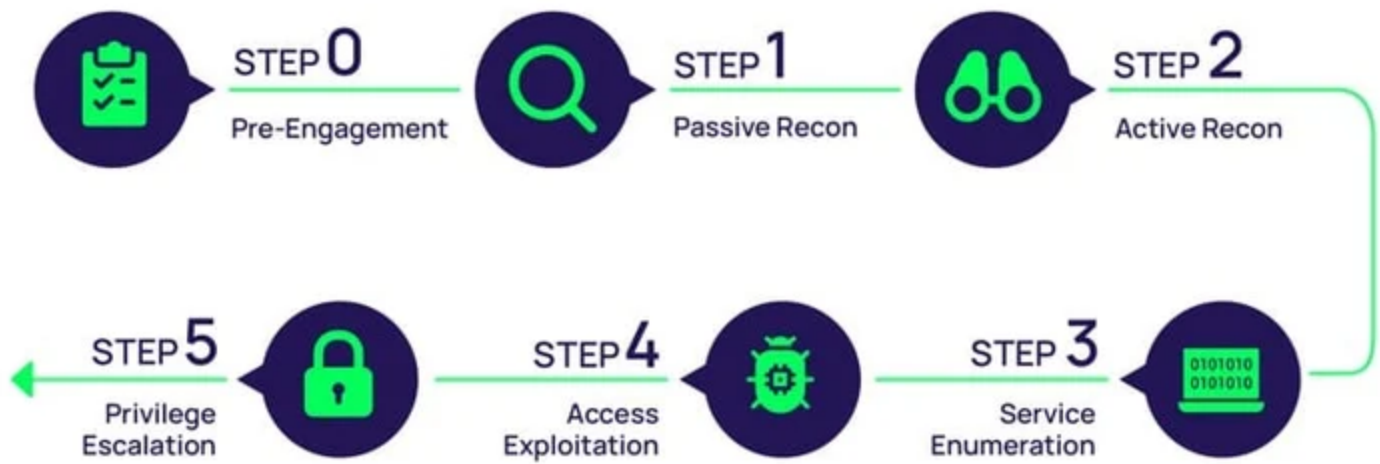 STEP 0
Pre-Engagement
STEP 1
Passive Recon
STEP 2
Active Recon
STEP 3
Service
Enumeration
0101010
0101010
STEP 4
Access
Exploitation
STEP 5
Privilege
Escalation